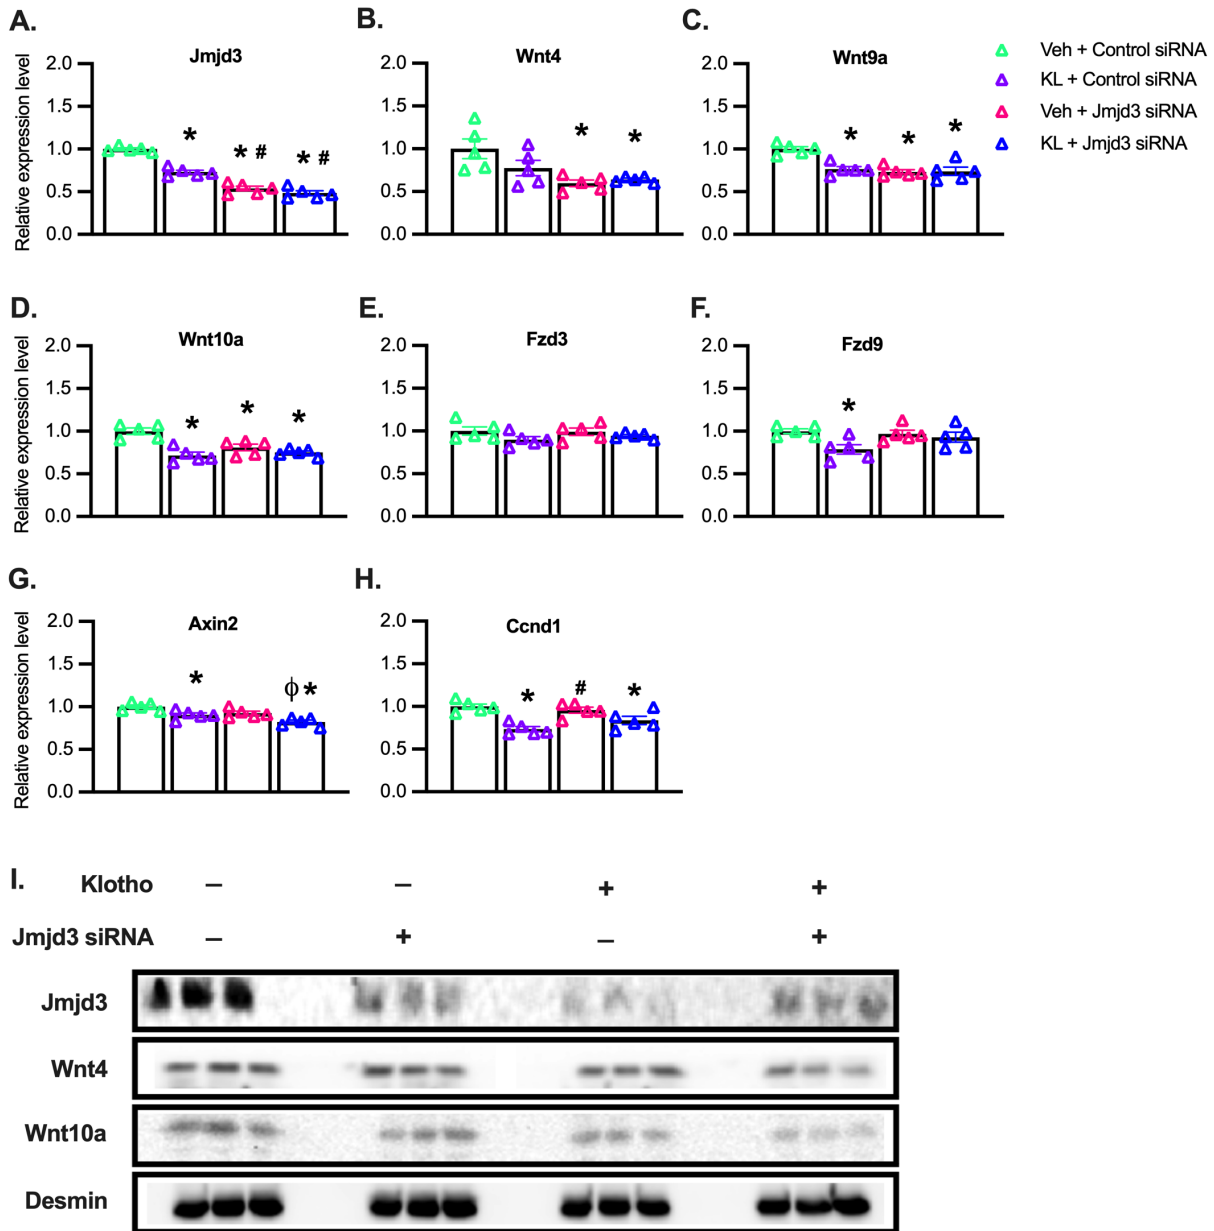 A.
Jmjd3
Relative expression level
2.0
1.5
1.0
0.5
0.0
*
* #
* #
B.
Wnt4
2.0
1.5
1.0
0.5
0.0
*
*
C.
Wnt9a
2.0
1.5
1.0
0.5
0.0
*
*
*
Veh + Control siRNA
KL + Control siRNA
Veh + Jmjd3 siRNA
KL + Jmjd3 siRNA
D.
Wnt10a
Relative expression level
2.0
1.5
1.0
0.5
0.0
*
*
*
E.
Fzd3
2.0
1.5
1.0
0.5
0.0
F.
Fzd9
2.0
1.5
1.0
0.5
0.0
*
G.
Axin2
Relative expression level
2.0
1.5
1.0
0.5
0.0
*
ϕ *
H.
Ccnd1
2.0
1.5
1.0
0.5
0.0
*
#
*
I.
Klotho – – + +
Jmjd3 siRNA – + – +
Jmjd3
Wnt4
Wnt10a
Desmin